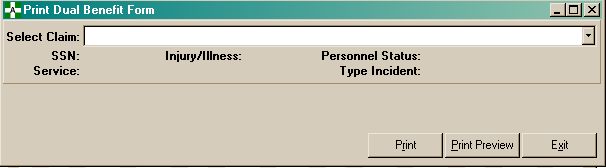 Print Dual Benefit Form
Select Claim:
SSN: Injury/Illness: Personnel Status:
Service: Type Incident:
Print Print Preview Exit